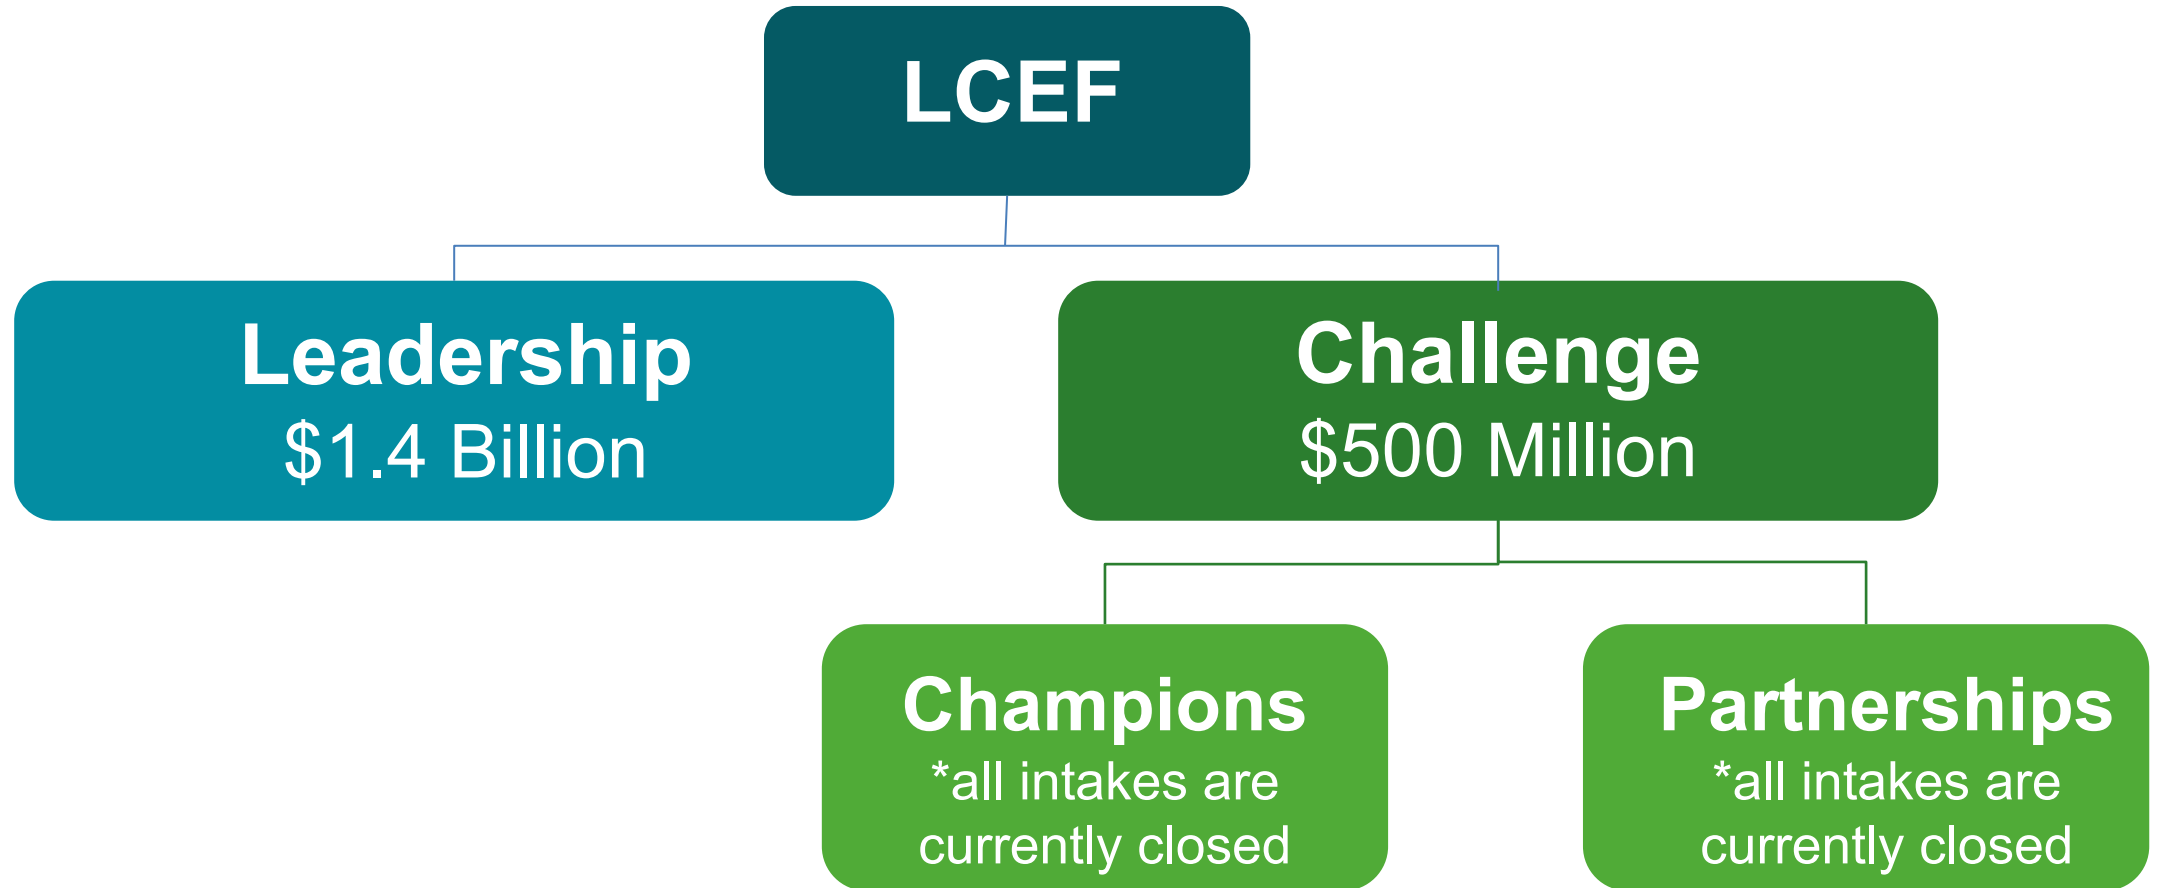 LCEF
Leadership
$1.4 Billion
Challenge
$500 Million
Champions
*all intakes are
currently closed
Partnerships
*all intakes are
currently closed